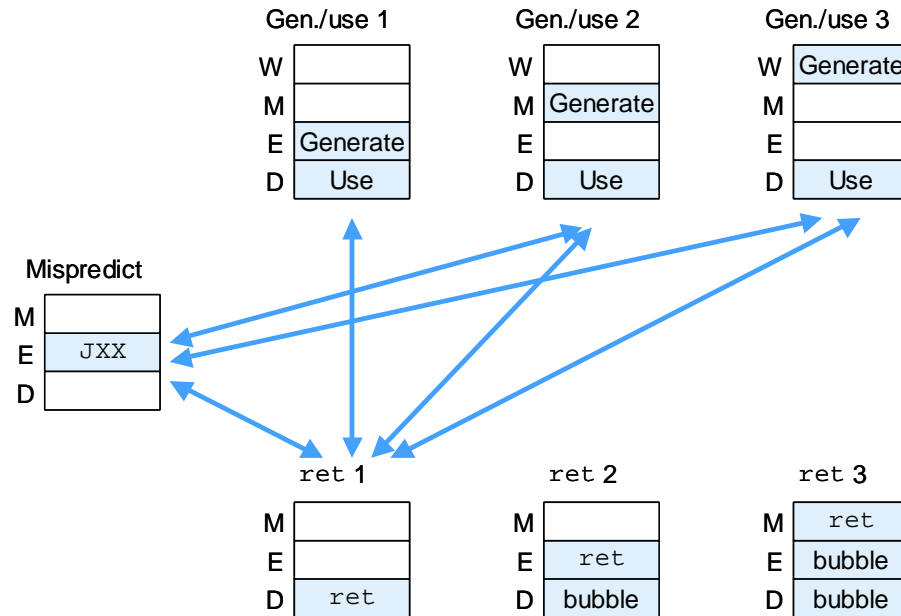 Gen./use 1 Gen./use 2 Gen./use 3
W W W Generate
M M Generate M
E Generate E E
D Use D Use D Use
Mispredict
M
E JXX
D
ret 1 ret 2 ret 3
M M M ret
E E ret E bubble
D ret D bubble D bubble